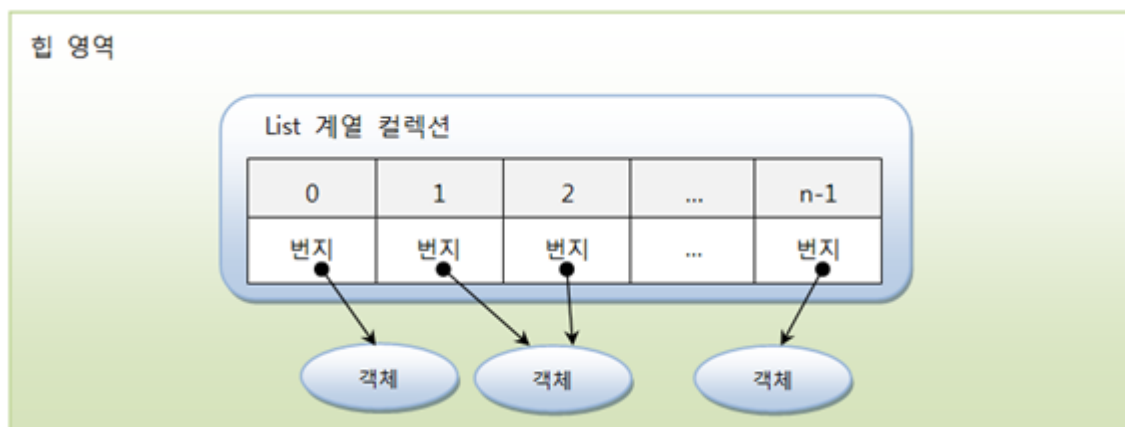 힙 영역
List 계열 컬렉션
0 1 2 ... n-1
번지 번지 번지 ... 번지
객체 객체 객체